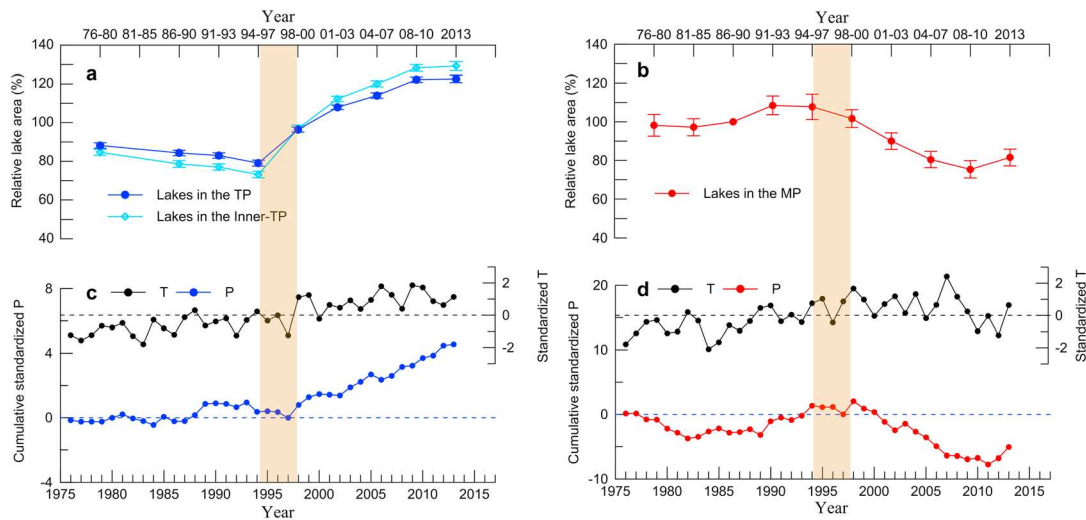 Year
76-80 81-85 86-90 91-93 94-97 98-00 01-03 04-07 08-10 2013
140
120
100
80
60
40
Relative lake area (%)
a
Lakes in the TP
Lakes in the Inner-TP
Year
76-80 81-85 86-90 91-93 94-97 98-00 01-03 04-07 08-10 2013
140
120
100
80
60
40
Relative lake area (%)
b
Lakes in the MP
8
4
0
-4
Cumulative standardized P
c
T
P
2
0
-2
Standardized T
1975 1980 1985 1990 1995 2000 2005 2010 2015
Year
20
15
10
5
0
-5
-10
Cumulative standardized P
d
T
P
2
0
-2
Standardized T
1975 1980 1985 1990 1995 2000 2005 2010 2015
Year